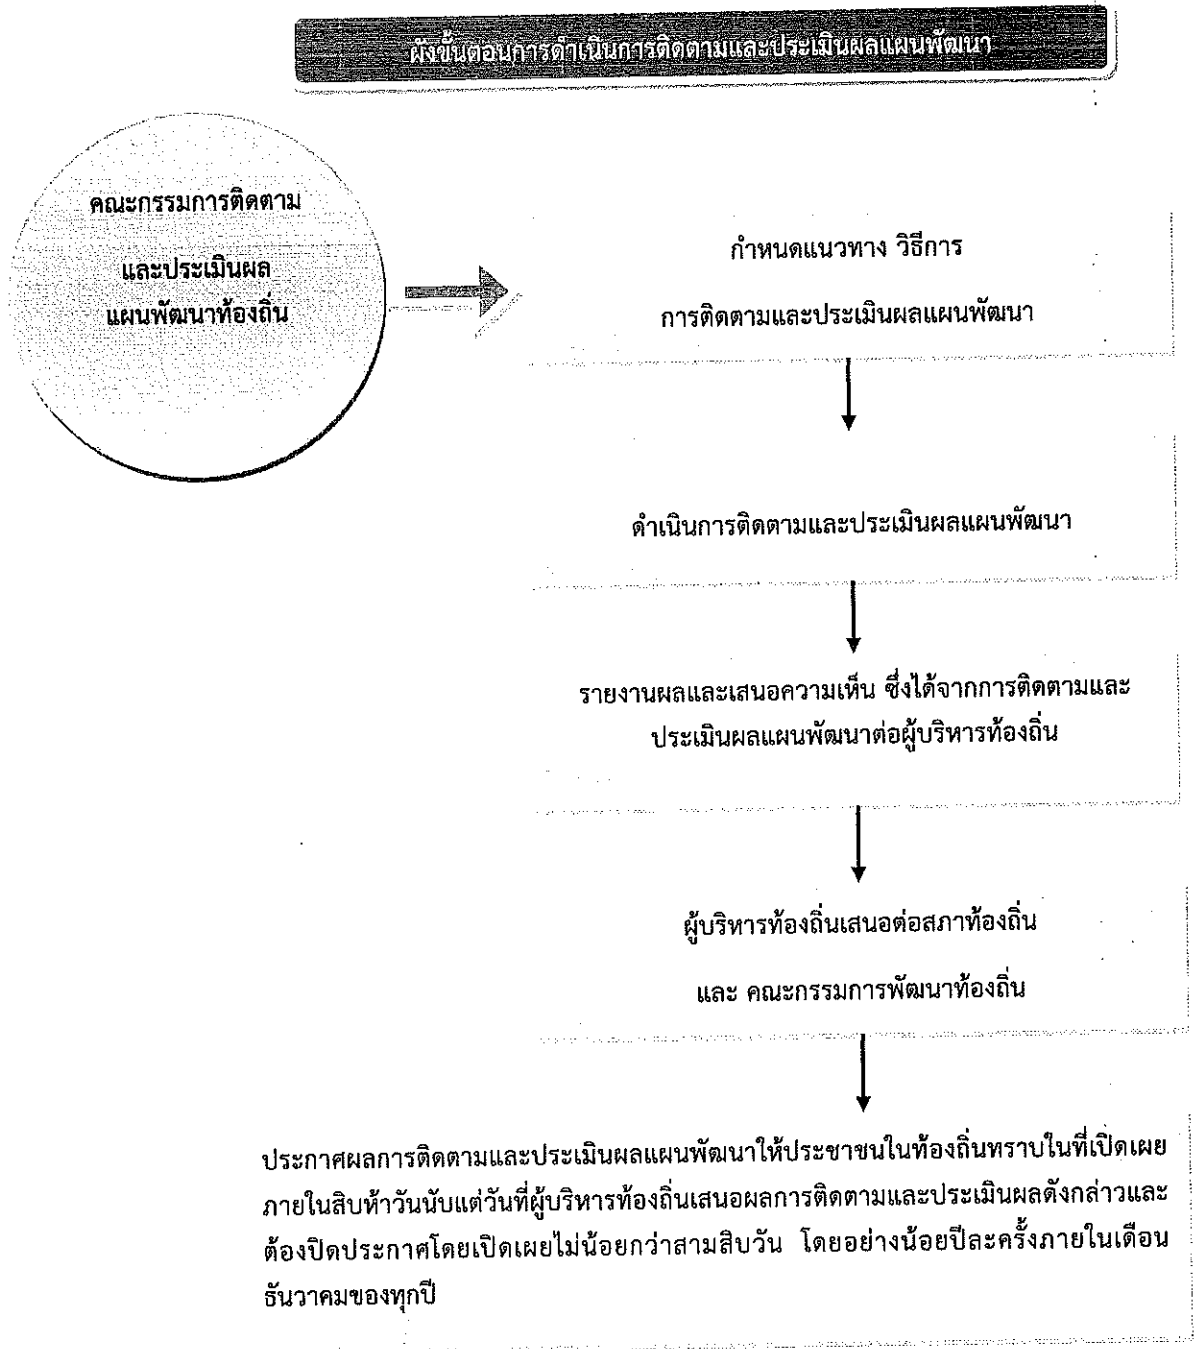 ผังขั้นตอนการดำเนินการติดตามและประเมินผลแผนพัฒนา
คณะกรรมการติดตาม
และประเมินผล
แผนพัฒนาท้องถิ่น
กำหนดแนวทาง วิธีการ
การติดตามและประเมินผลแผนพัฒนา
ดำเนินการติดตามและประเมินผลแผนพัฒนา
รายงานผลและเสนอความเห็น ซึ่งได้จากการติดตามและ
ประเมินผลแผนพัฒนาต่อผู้บริหารท้องถิ่น
ผู้บริหารท้องถิ่นเสนอต่อสภาท้องถิ่น
และ คณะกรรมการพัฒนาท้องถิ่น
ประกาศผลการติดตามและประเมินผลแผนพัฒนาให้ประชาชนในท้องถิ่นทราบในที่เปิดเผย
ภายในสิบห้าวันนับแต่วันที่ผู้บริหารท้องถิ่นเสนอผลการติดตามและประเมินผลดังกล่าวและ
ต้องปิดประกาศโดยเปิดเผยไม่น้อยกว่าสามสิบวัน โดยอย่างน้อยปีละครั้งภายในเดือน
ธันวาคมของทุกปี